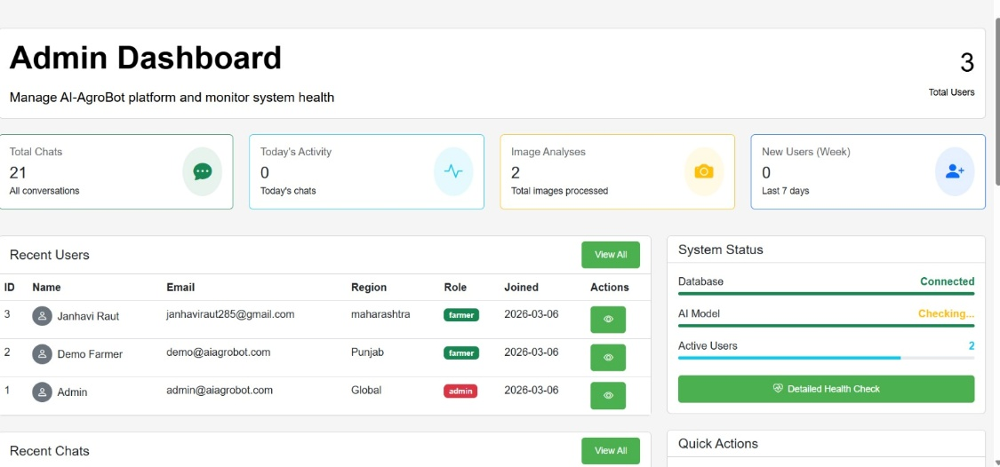 Admin Dashboard
Manage AI-AgroBot platform and monitor system health
3
Total Users
Total Chats
21
All conversations
Today's Activity
0
Today's chats
Image Analyses
2
Total images processed
New Users (Week)
0
Last 7 days
Recent Users
View All
ID Name Email Region Role Joined Actions
3 Janhavi Raut janhaviraut285@gmail.com maharashtra farmer 2026-03-06
2 Demo Farmer demo@aiagrobot.com Punjab farmer 2026-03-06
1 Admin admin@aiagrobot.com Global admin 2026-03-06
System Status
Database Connected
AI Model Checking...
Active Users 2
Detailed Health Check
Recent Chats
View All
Quick Actions